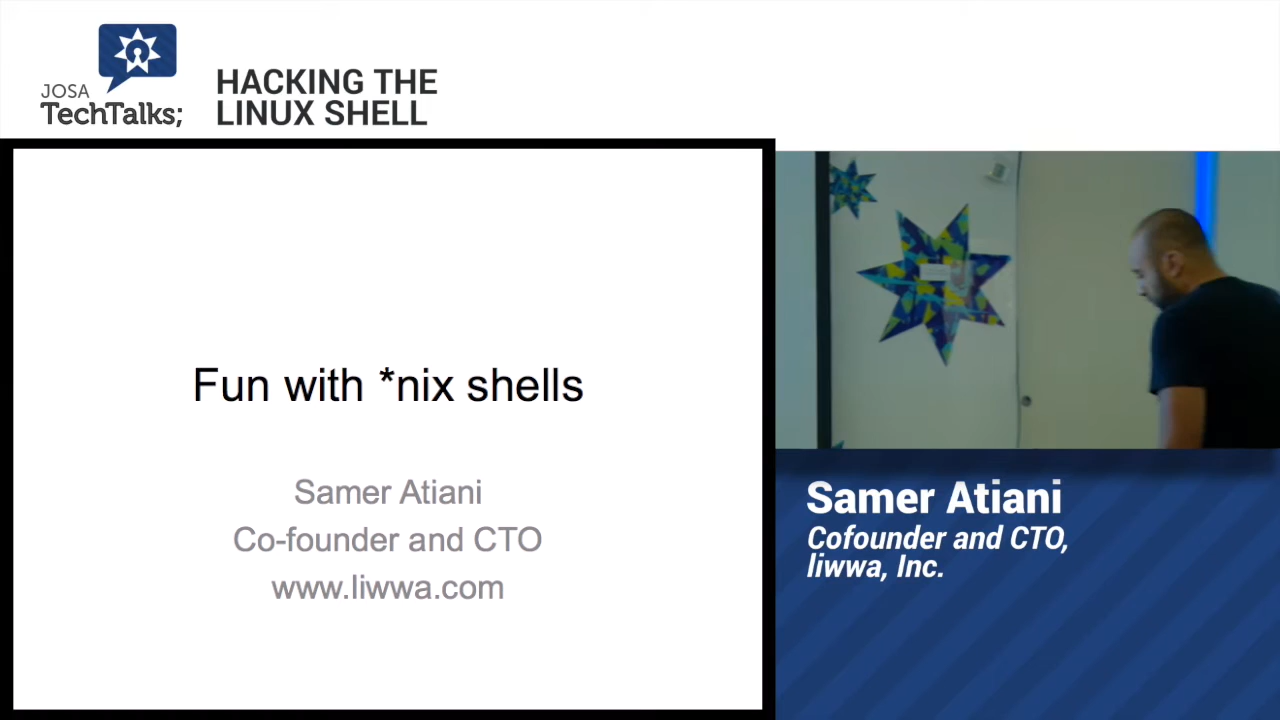 JOSA
TechTalks;
HACKING THE
LINUX SHELL
Fun with *nix shells
Samer Atiani
Co-founder and CTO
www.liwwa.com
Samer Atiani
Cofounder and CTO,
liwwa, Inc.